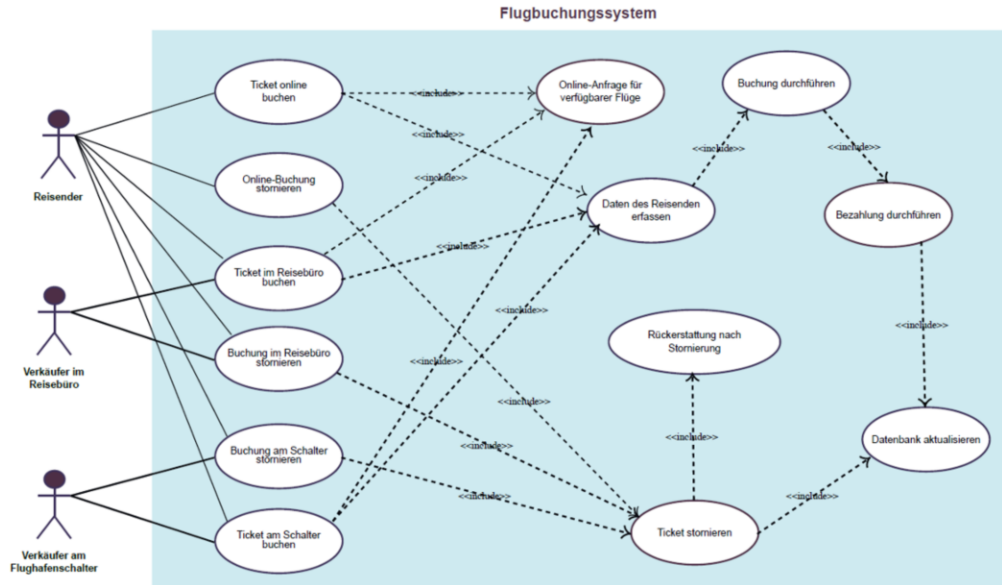 Flugbuchungssystem
Ticket online
buchen
<<include>>
Online-Anfrage für
verfügbarer Flüge
Buchung durchführen
<<include>>
<<include>>
<<include>>
Reisender
Online-Buchung
stornieren
<<include>>
Daten des Reisenden
erfassen
Bezahlung durchführen
<<include>>
Ticket im Reisebüro
buchen
<<include>>
Verkäufer im
Reisebüro
Buchung im Reisebüro
stornieren
<<include>>
<<include>>
Rückerstattung nach
Stornierung
<<include>>
<<include>>
Buchung am Schalter
stornieren
<<include>>
<<include>>
Datenbank aktualisieren
<<include>>
<<include>>
Verkäufer am
Flughafenschalter
Ticket am Schalter
buchen
Ticket stornieren